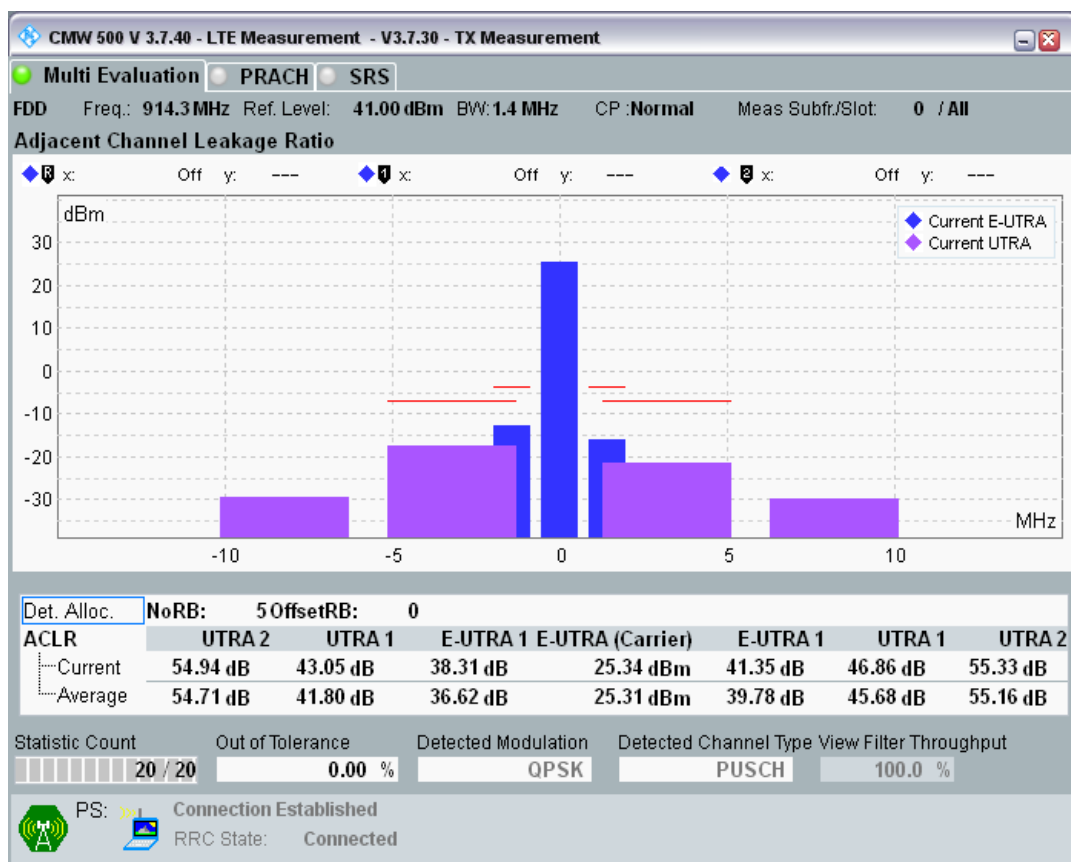 CMW 500 V 3.7.40 - LTE Measurement - V3.7.30 - TX Measurement
Multi Evaluation PRACH SRS
FDD Freq.: 914.3 MHz Ref. Level: 41.00 dBm BW: 1.4 MHz CP :Normal Meas Subfr./Slot: 0 / All
Adjacent Channel Leakage Ratio
R x: Off y: --- 1 x: Off y: --- 2 x: Off y: ---
dBm
Current E-UTRA
Current UTRA
30
20
10
0
-10
-20
-30
MHz
-10 -5 0 5 10
Det. Alloc. NoRB: 5 OffsetRB: 0
ACLR UTRA 2 UTRA 1 E-UTRA 1 E-UTRA (Carrier) E-UTRA 1 UTRA 1 UTRA 2
Current 54.94 dB 43.05 dB 38.31 dB 25.34 dBm 41.35 dB 46.86 dB 55.33 dB
Average 54.71 dB 41.80 dB 36.62 dB 25.31 dBm 39.78 dB 45.68 dB 55.16 dB
Statistic Count Out of Tolerance Detected Modulation Detected Channel Type View Filter Throughput
20 / 20 0.00 % QPSK PUSCH 100.0 %
PS: Connection Established
RRC State: Connected